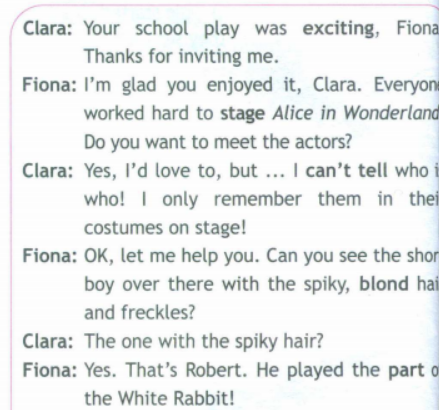 Clara: Your school play was exciting, Fiona
Thanks for inviting me.
Fiona: I'm glad you enjoyed it, Clara. Everyon
worked hard to stage Alice in Wonderland
Do you want to meet the actors?
Clara: Yes, I'd love to, but ... I can't tell who i
who! I only remember them in thei
costumes on stage!
Fiona: OK, let me help you. Can you see the shor
boy over there with the spiky, blond hai
and freckles?
Clara: The one with the spiky hair?
Fiona: Yes. That's Robert. He played the part o
the White Rabbit!